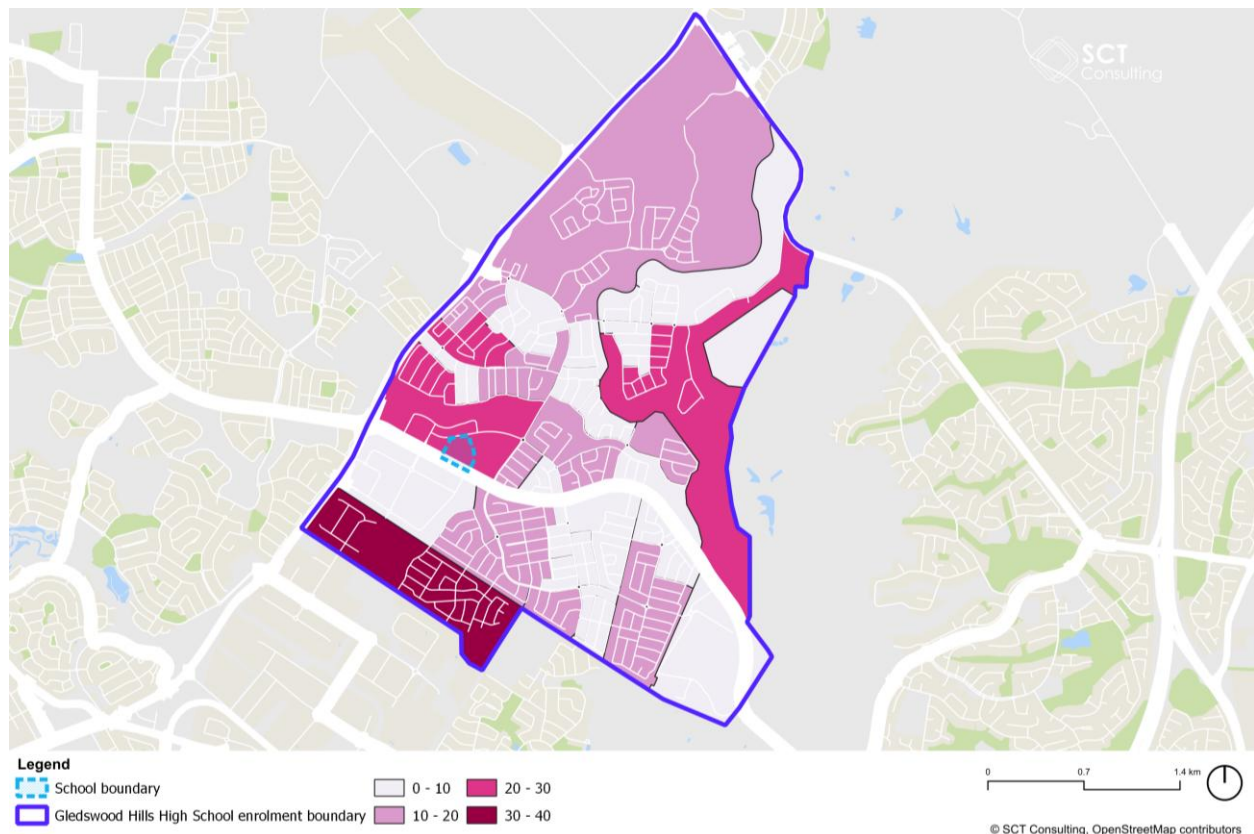 SCT
Consulting
Legend
School boundary
Gledswood Hills High School enrolment boundary
0 - 10
10 - 20
20 - 30
30 - 40
0 0.7 1.4 km
© SCT Consulting, OpenStreetMap contributors